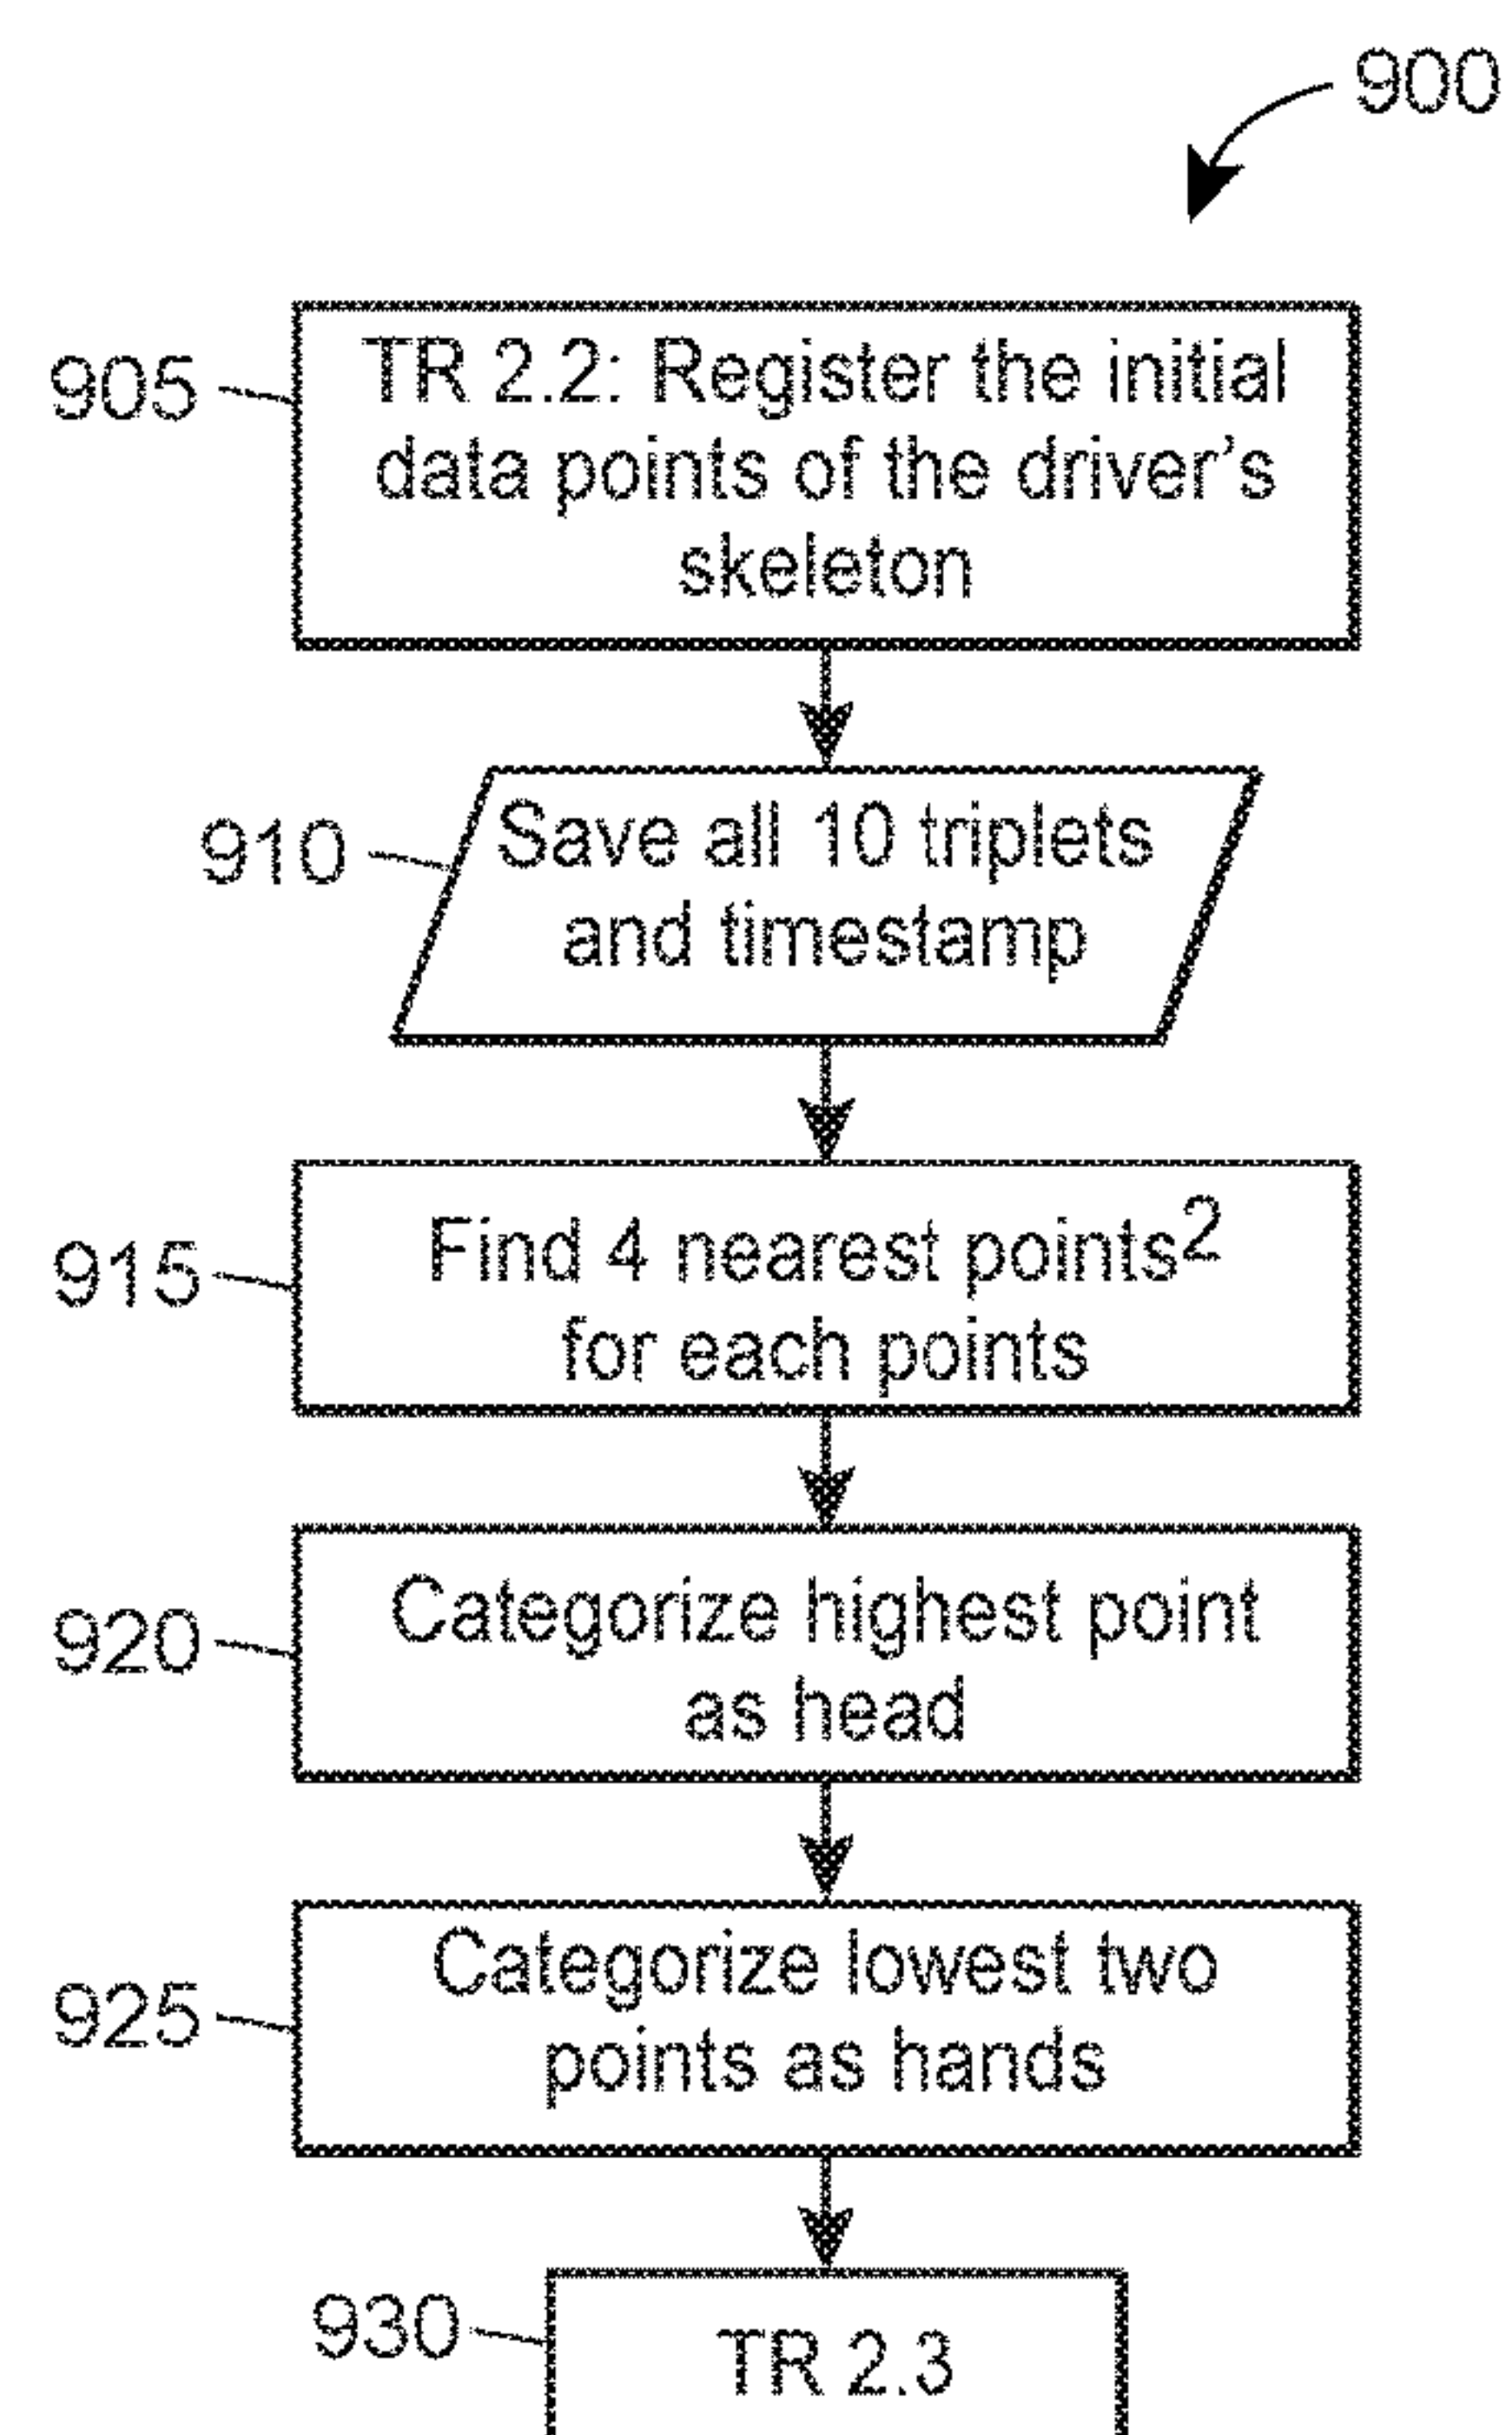 900
905
TR 2.2: Register the initial
data points of the driver's
skeleton
910
Save all 10 triplets
and timestamp
915
Find 4 nearest points2
for each points
920
Categorize highest point
as head
925
Categorize lowest two
points as hands
930
TR 2.3